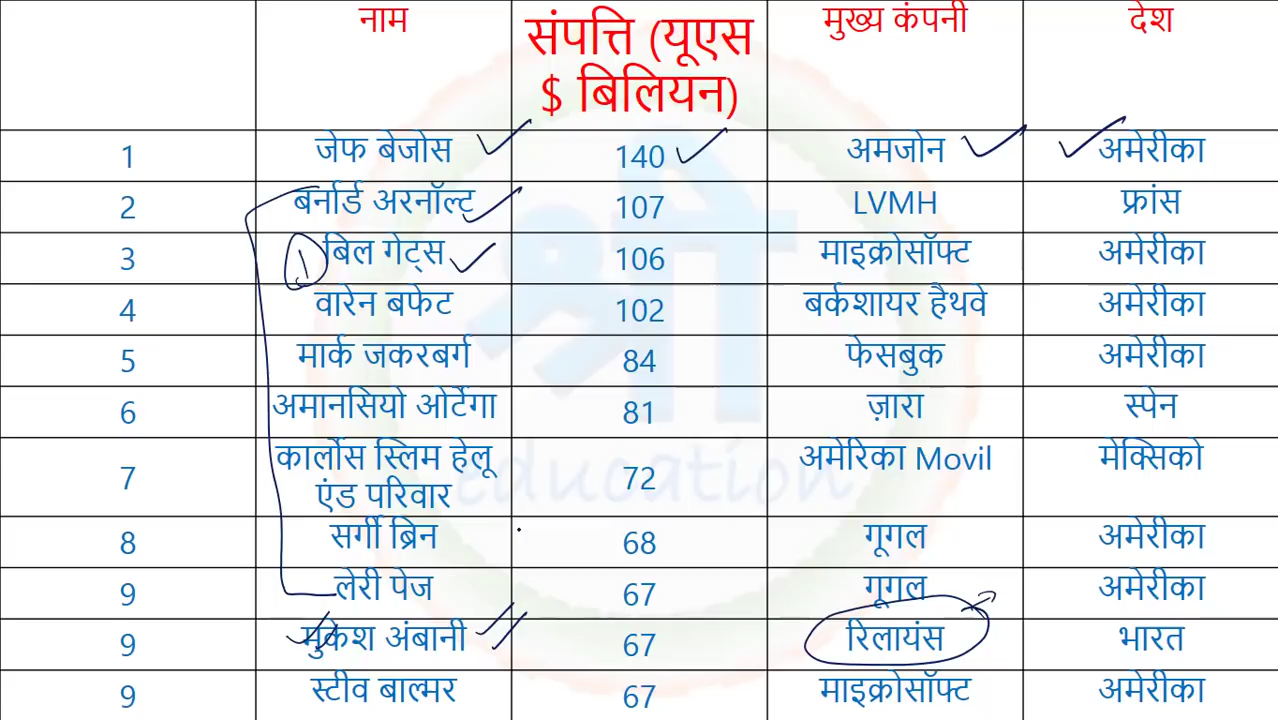 नाम संपत्ति (यूएस $ बिलियन) मुख्य कंपनी देश
1 जेफ बेजोस 140 अमजोन अमेरीका
2 बर्नार्ड अरनॉल्ट 107 LVMH फ्रांस
3 बिल गेट्स 106 माइक्रोसॉफ्ट अमेरीका
4 वारेन बफेट 102 बर्कशायर हैथवे अमेरीका
5 मार्क जकरबर्ग 84 फेसबुक अमेरीका
6 अमानसियो ओर्टेगा 81 ज़ारा स्पेन
7 कार्लोस स्लिम हेलू एंड परिवार 72 अमेरिका Movil मेक्सिको
8 सर्गी ब्रिन 68 गूगल अमेरीका
9 लेरी पेज 67 गूगल अमेरीका
9 मुकेश अंबानी 67 रिलायंस भारत
9 स्टीव बाल्मर 67 माइक्रोसॉफ्ट अमेरीका
श्री
education
1